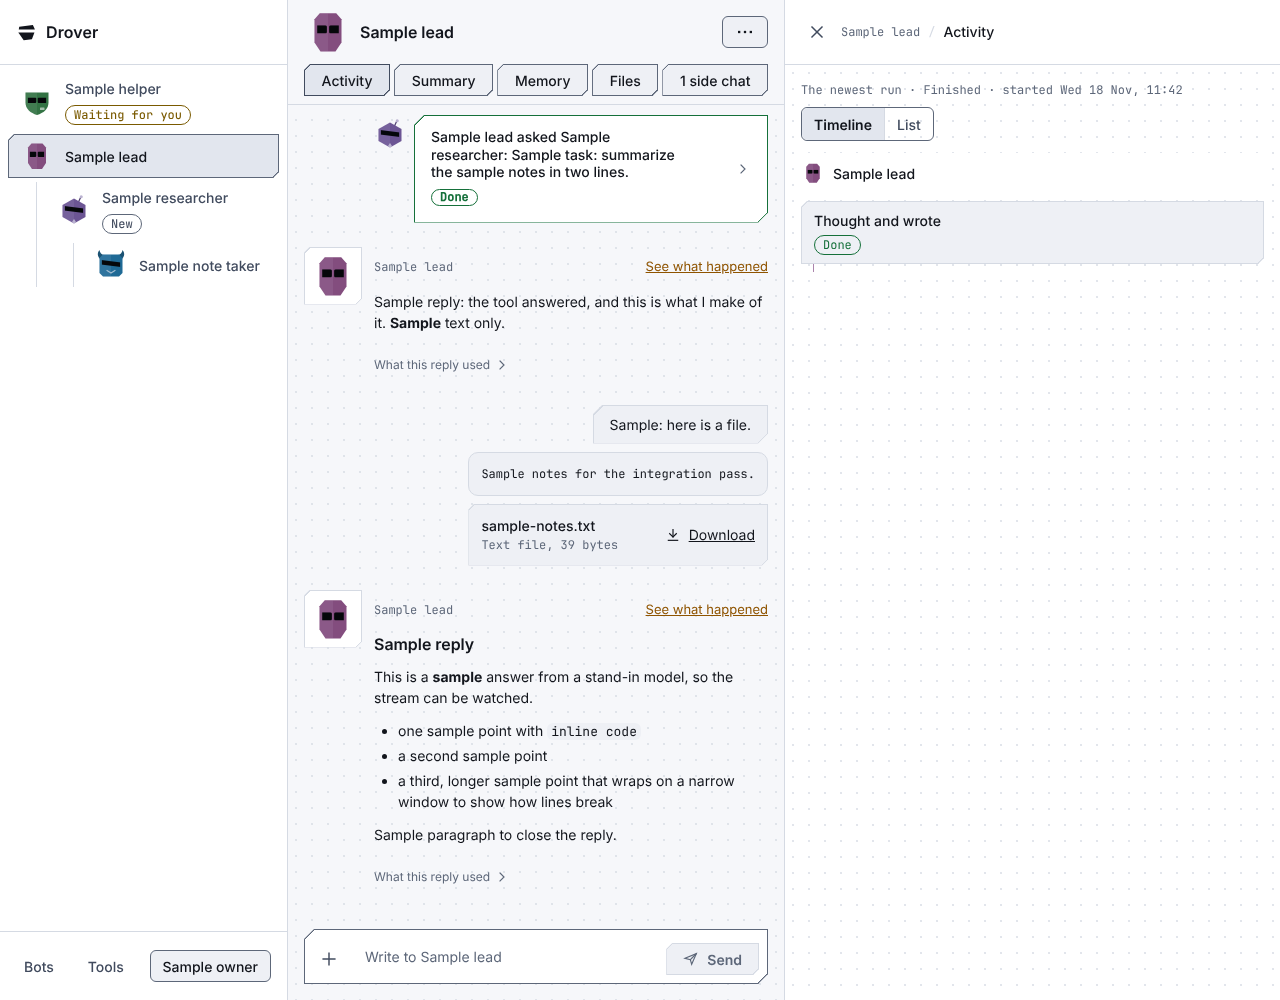 Drover
Sample helper
Waiting for you
Sample lead
Sample researcher
New
Sample note taker
Bots
Tools
Sample owner
Sample lead
Activity
Summary
Memory
Files
1 side chat
Sample lead asked Sample
researcher: Sample task: summarize
the sample notes in two lines.
Done
Sample lead
See what happened
Sample reply: the tool answered, and this is what I make of
it. Sample text only.
What this reply used
Sample: here is a file.
Sample notes for the integration pass.
sample-notes.txt
Text file, 39 bytes
Download
Sample lead
See what happened
Sample reply
This is a sample answer from a stand-in model, so the
stream can be watched.
one sample point with inline code
a second sample point
a third, longer sample point that wraps on a narrow
window to show how lines break
Sample paragraph to close the reply.
What this reply used
Write to Sample lead
Send
Sample lead / Activity
The newest run · Finished · started Wed 18 Nov, 11:42
Timeline
List
Sample lead
Thought and wrote
Done